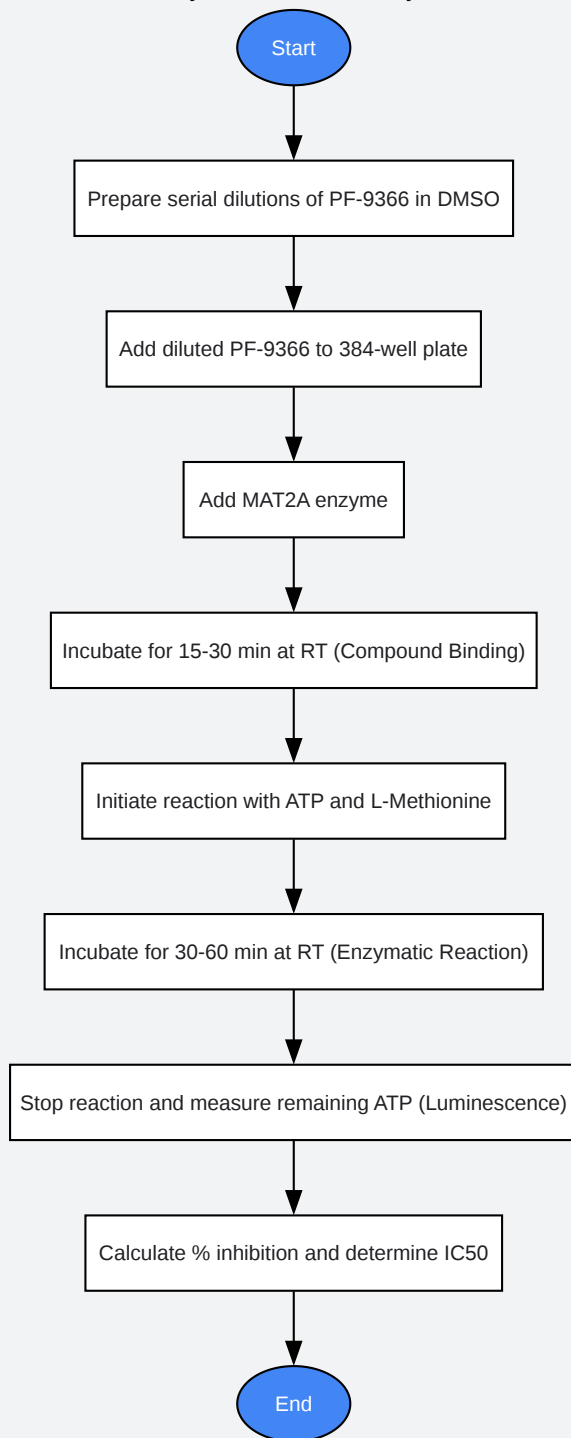 Start
Prepare serial dilutions of PF-9366 in DMSO
Add diluted PF-9366 to 384-well plate
Add MAT2A enzyme
Incubate for 15-30 min at RT (Compound Binding)
Initiate reaction with ATP and L-Methionine
Incubate for 30-60 min at RT (Enzymatic Reaction)
Stop reaction and measure remaining ATP (Luminescence)
Calculate % inhibition and determine IC50
End